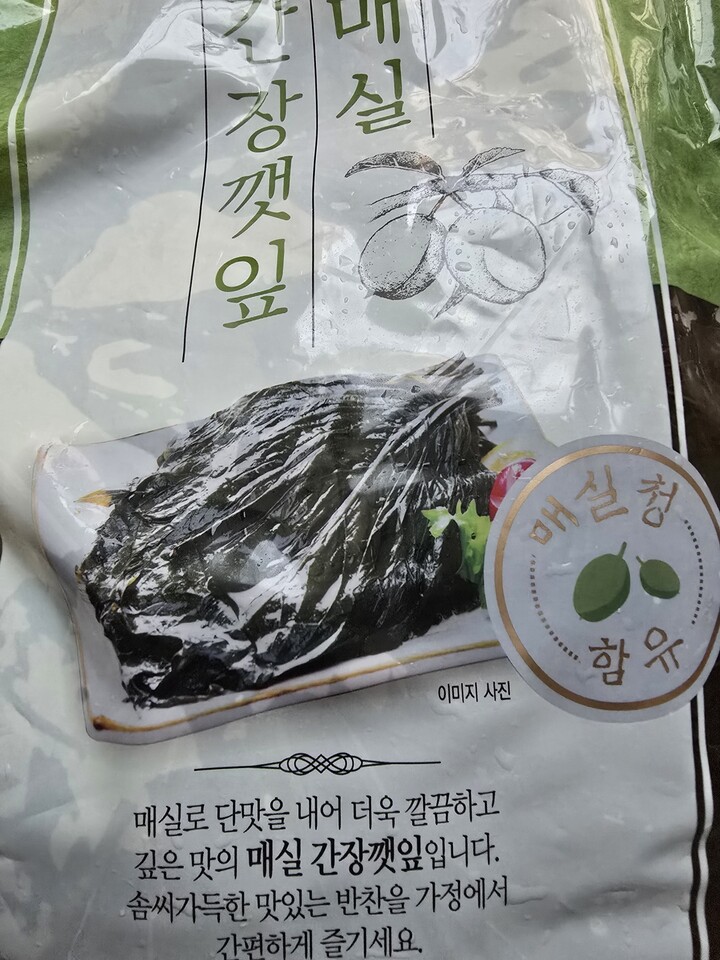 매실
간장깻잎
매실청
함유
이미지 사진
매실로 단맛을 내어 더욱 깔끔하고
깊은 맛의 매실 간장깻잎입니다.
솜씨가득한 맛있는 반찬을 가정에서
간편하게 즐기세요.